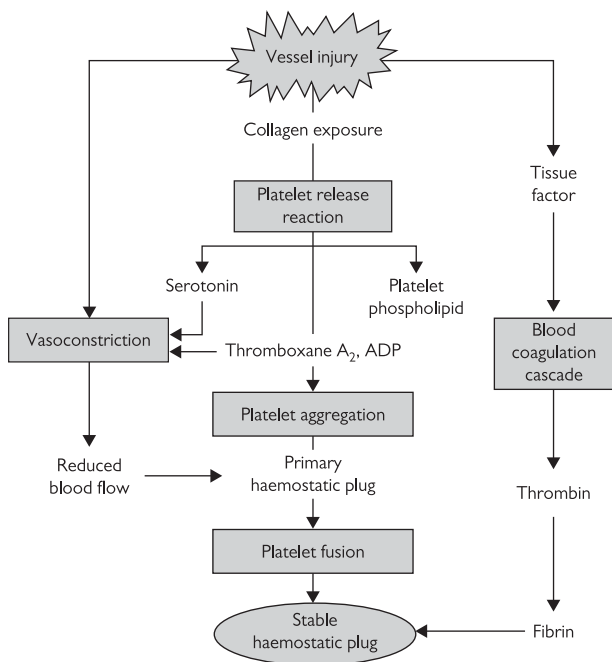 Vessel injury
Collagen exposure
Tissue
factor
Platelet release
reaction
Serotonin
Platelet
phospholipid
Vasoconstriction
Thromboxane A₂, ADP
Blood
coagulation
cascade
Platelet aggregation
Reduced
blood flow
Primary
haemostatic plug
Thrombin
Platelet fusion
Stable
haemostatic plug
Fibrin